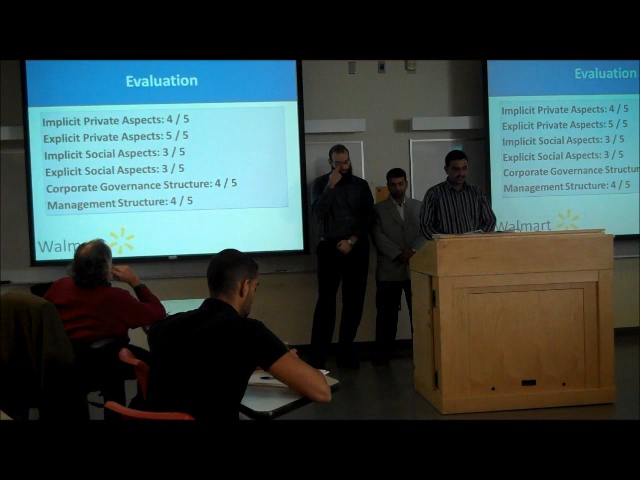 Evaluation
Implicit Private Aspects: 4 / 5
Explicit Private Aspects: 5 / 5
Implicit Social Aspects: 3 / 5
Explicit Social Aspects: 3 / 5
Corporate Governance Structure: 4 / 5
Management Structure: 4 / 5
Walmart
Evaluation
Implicit Private Aspects: 4 / 5
Explicit Private Aspects: 5 / 5
Implicit Social Aspects: 3 / 5
Explicit Social Aspects: 3 / 5
Corporate Governance Structure:
Management Structure: 4 / 5
Walmart